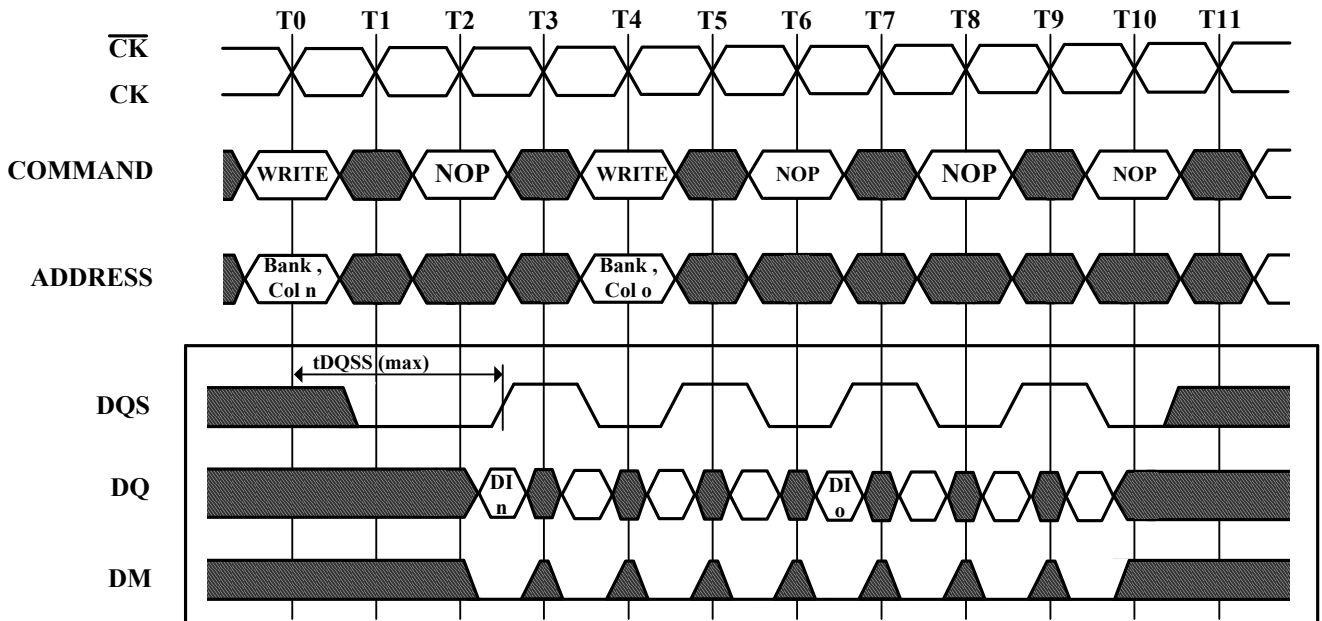 T0 T1 T2 T3 T4 T5 T6 T7 T8 T9 T10 T11
CK
CK
COMMAND WRITE NOP WRITE NOP NOP NOP
ADDRESS
Bank , Bank ,
Col n Col o
tDQSS (max)
DQS
DQ
DI DI
n o
DM